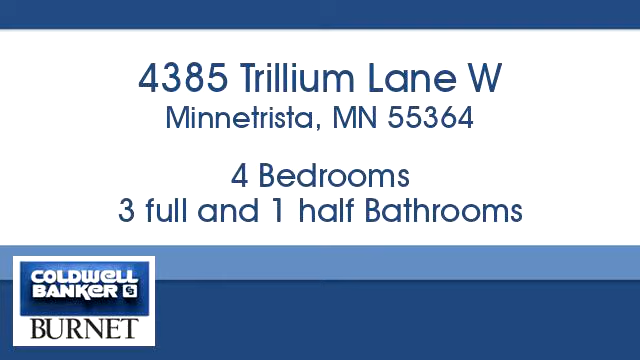 4385 Trillium Lane W
Minnetrista, MN 55364
4 Bedrooms
3 full and 1 half Bathrooms
COLDWELL
BANKER
BURNET